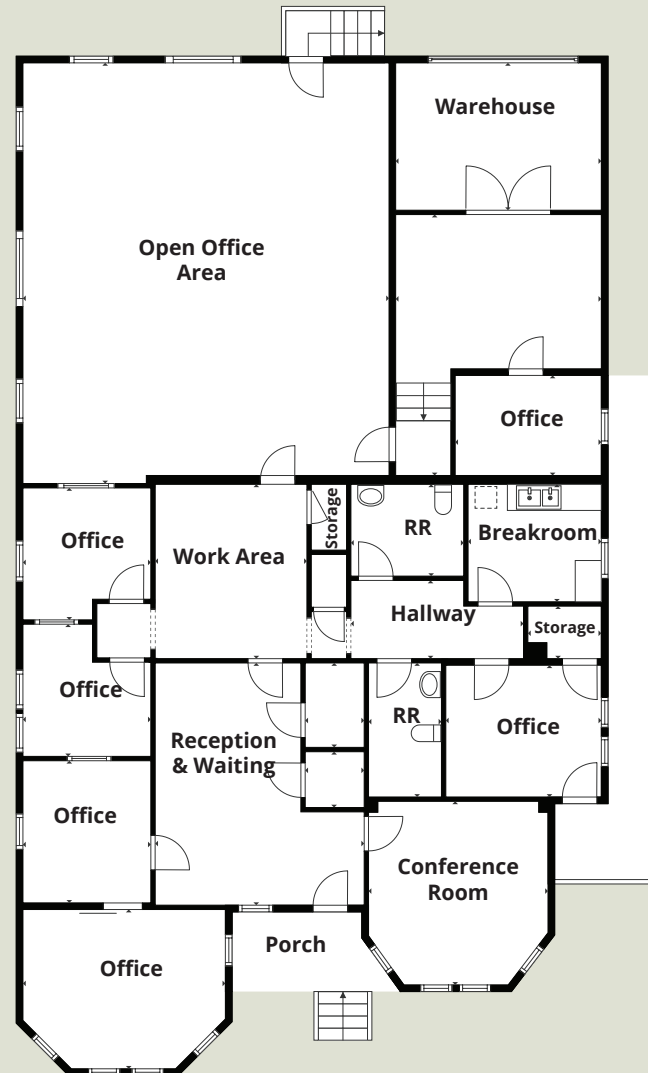 Warehouse
Open Office
Area
Office
Storage
Office
Work Area
RR
Breakroom
Hallway
Storage
Office
RR
Office
Reception
& Waiting
Office
Conference
Room
Porch
Office